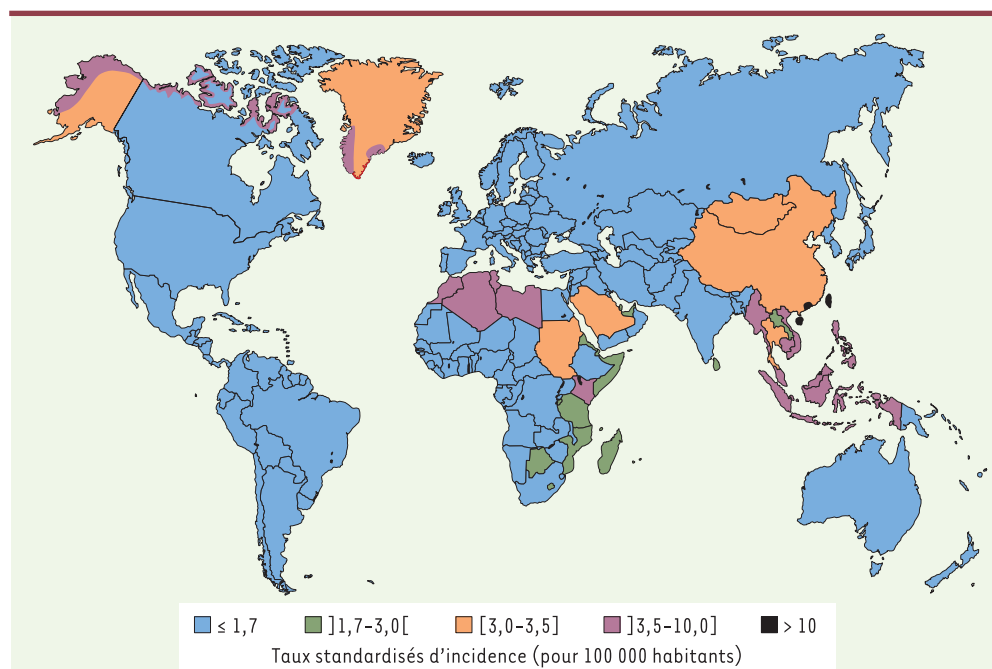 ≤ 1,7 ]1,7–3,0[ [3,0–3,5] ]3,5–10,0] > 10
Taux standardisés d'incidence (pour 100 000 habitants)